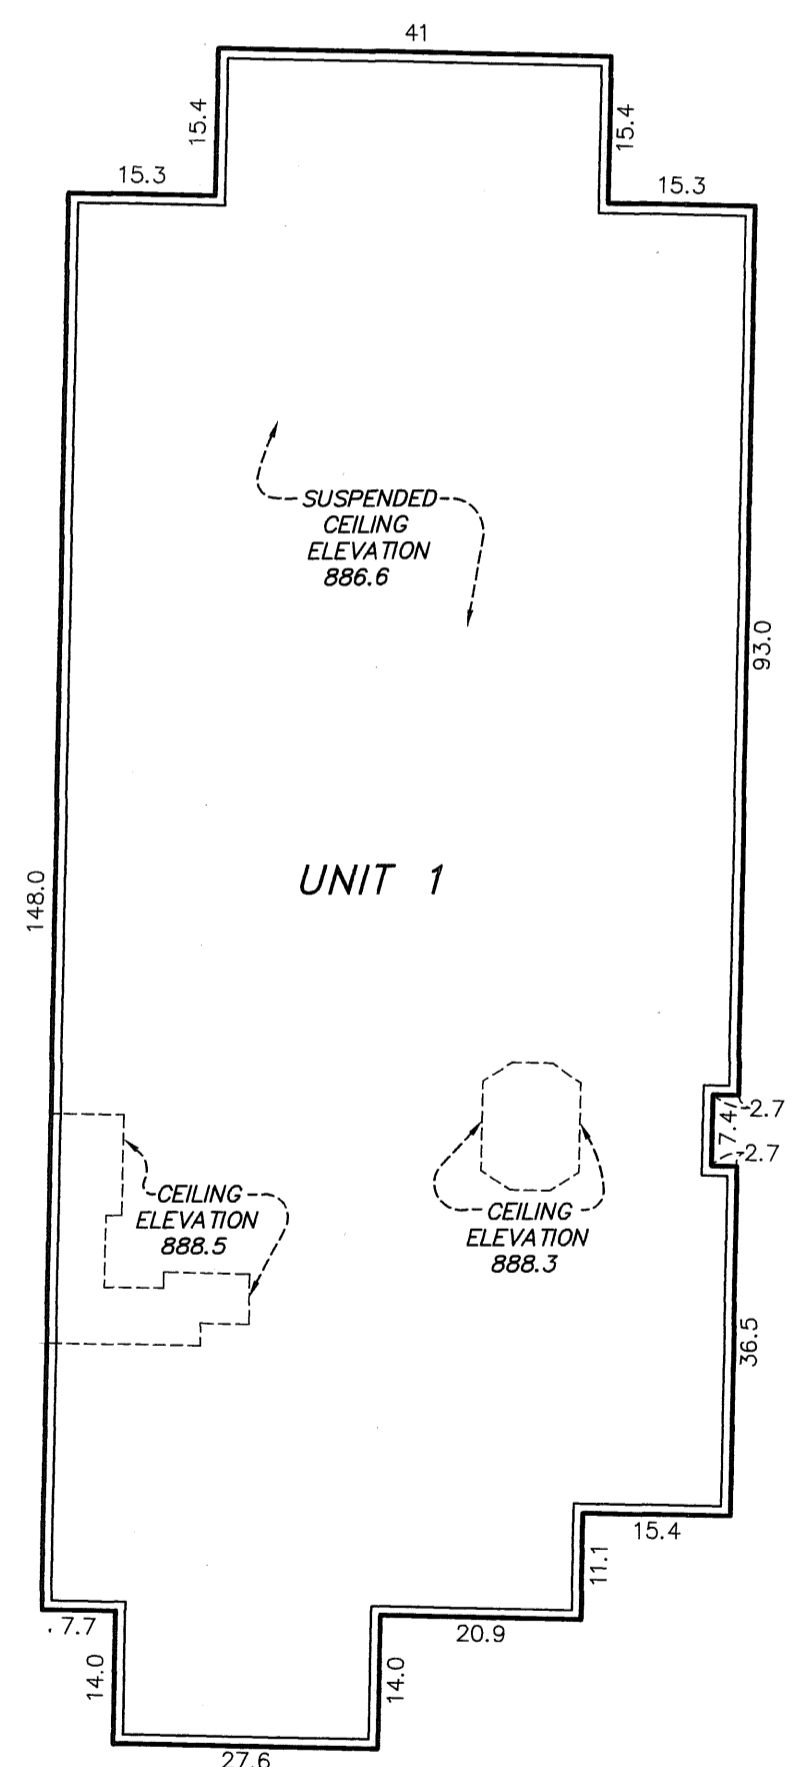 41
15.4
15.4
15.3
15.3
SUSPENDED
CEILING
ELEVATION
886.6
93.0
UNIT 1
148.0
2.7
7.4
2.7
CEILING
ELEVATION
888.5
CEILING
ELEVATION
888.3
36.5
15.4
11.1
7.7
20.9
14.0
14.0
27.6